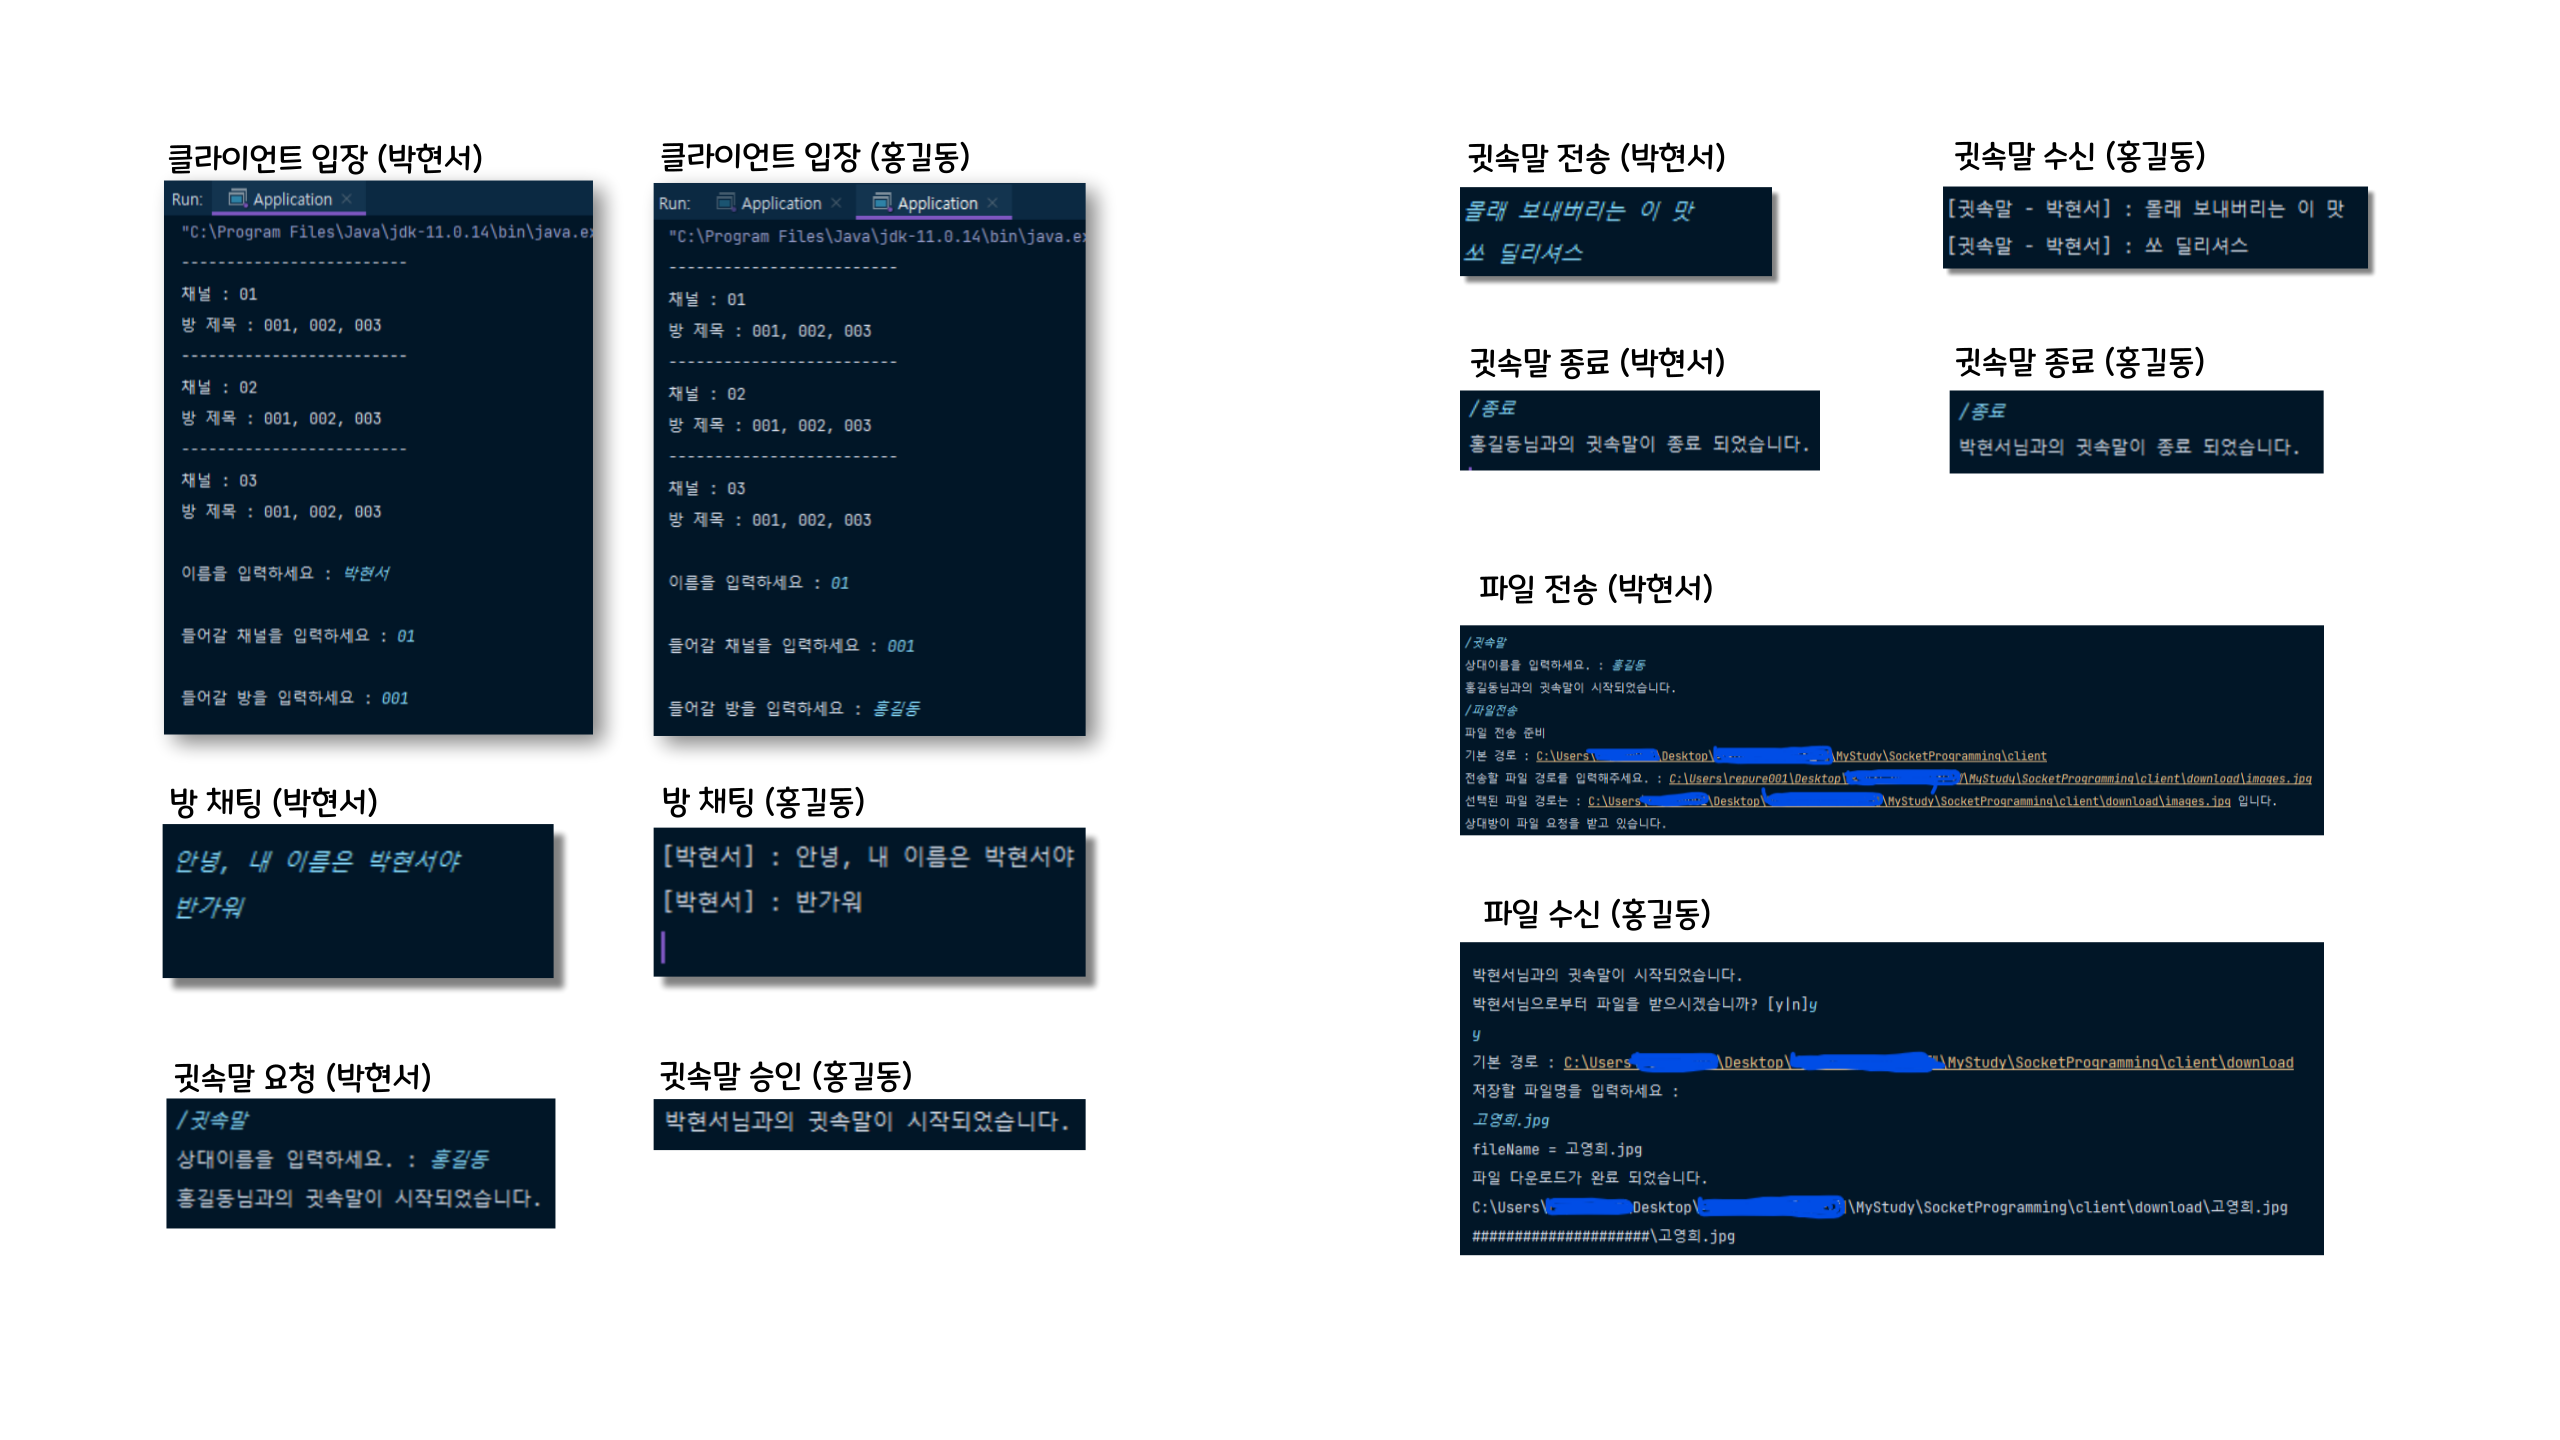 클라이언트 입장 (박현서)
Run: Application
"C:\Program Files\Java\jdk-11.0.14\bin\java.ex
-------------------------
채널 : 01
방 제목 : 001, 002, 003
-------------------------
채널 : 02
방 제목 : 001, 002, 003
-------------------------
채널 : 03
방 제목 : 001, 002, 003
이름을 입력하세요 : 박현서
들어갈 채널을 입력하세요 : 01
들어갈 방을 입력하세요 : 001
클라이언트 입장 (홍길동)
Run: Application Application
"C:\Program Files\Java\jdk-11.0.14\bin\java.ex
-------------------------
채널 : 01
방 제목 : 001, 002, 003
-------------------------
채널 : 02
방 제목 : 001, 002, 003
-------------------------
채널 : 03
방 제목 : 001, 002, 003
이름을 입력하세요 : 01
들어갈 채널을 입력하세요 : 001
들어갈 방을 입력하세요 : 홍길동
방 채팅 (박현서)
안녕, 내 이름은 박현서야
반가워
방 채팅 (홍길동)
[박현서] : 안녕, 내 이름은 박현서야
[박현서] : 반가워
귓속말 요청 (박현서)
/귓속말
상대이름을 입력하세요. : 홍길동
홍길동님과의 귓속말이 시작되었습니다.
귓속말 승인 (홍길동)
박현서님과의 귓속말이 시작되었습니다.
귓속말 전송 (박현서)
몰래 보내버리는 이 맛
쏘 딜리셔스
귓속말 수신 (홍길동)
[귓속말 - 박현서] : 몰래 보내버리는 이 맛
[귓속말 - 박현서] : 쏘 딜리셔스
귓속말 종료 (박현서)
/종료
홍길동님과의 귓속말이 종료 되었습니다.
귓속말 종료 (홍길동)
/종료
박현서님과의 귓속말이 종료 되었습니다.
파일 전송 (박현서)
/귓속말
상대이름을 입력하세요. : 홍길동
홍길동님과의 귓속말이 시작되었습니다.
/파일전송
파일 전송 준비
기본 경로 : C:\Users\ \Desktop\ \MyStudy\SocketProgramming\client
전송할 파일 경로를 입력해주세요. : C:\Users\repure001\Desktop\ \MyStudy\SocketProgramming\client\download\images.jpg
선택된 파일 경로는 : C:\Users \Desktop\ \MyStudy\SocketProgramming\client\download\images.jpg 입니다.
상대방이 파일 요청을 받고 있습니다.
파일 수신 (홍길동)
박현서님과의 귓속말이 시작되었습니다.
박현서님으로부터 파일을 받으시겠습니까? [y|n]y
y
기본 경로 : C:\Users \Desktop\ \MyStudy\SocketProgramming\client\download
저장할 파일명을 입력하세요 :
고영희.jpg
fileName = 고영희.jpg
파일 다운로드가 완료 되었습니다.
C:\Users\ Desktop\ \MyStudy\SocketProgramming\client\download\고영희.jpg
#####################\고영희.jpg